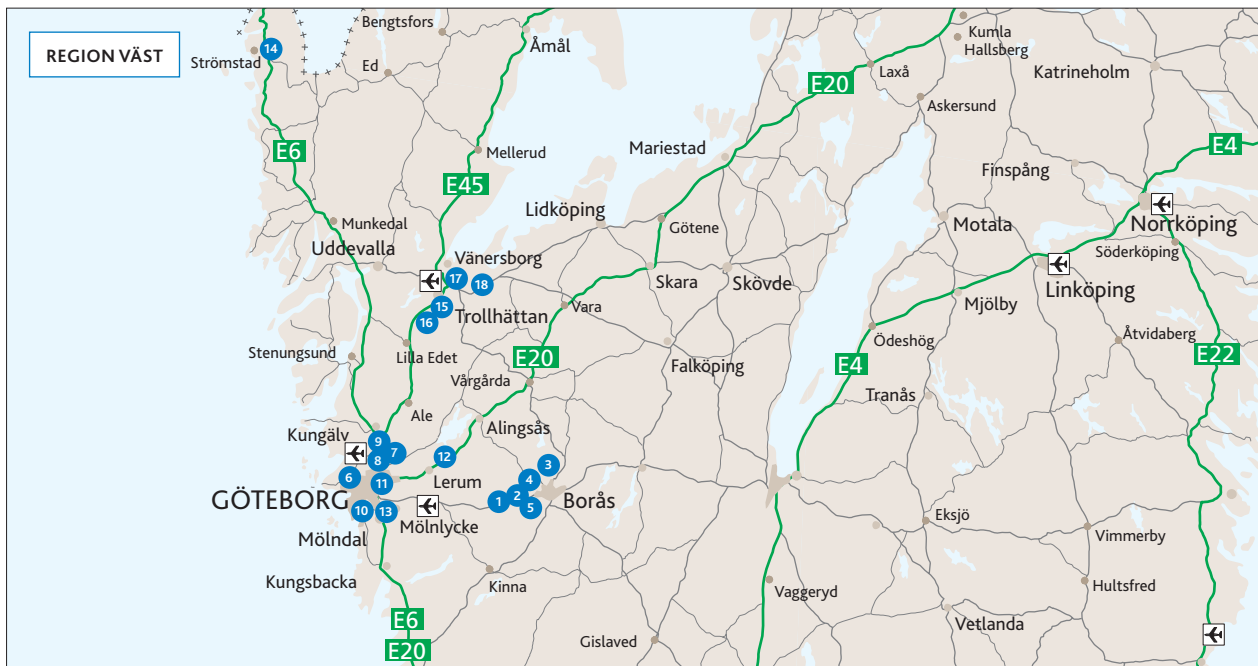 REGION VÄST
Bengtsfors
Åmål
Kumla
Hallsberg
14
Strömstad
Ed
Laxå
Katrineholm
E20
Askersund
E6
Mellerud
Mariestad
E4
Finspång
E45
Lidköping
Norrköping
Munkedal
Götene
Motala
Uddevalla
Söderköping
Vänersborg
Skara
Skövde
Linköping
17
18
Mjölby
15
Trollhättan
Vara
16
Ödeshög
Åtvidaberg
Stenungsund
Lilla Edet
E20
Falköping
E4
E22
Vårgårda
Tranås
Ale
Alingsås
Kungälv
9
7
8
12
3
6
11
Lerum
4
GÖTEBORG
2
Borås
1
5
10
13
Mölnlycke
Eksjö
Mölndal
Vimmerby
Kungsbacka
Kinna
Vaggeryd
Hultsfred
E6
Vetlanda
E20
Gislaved